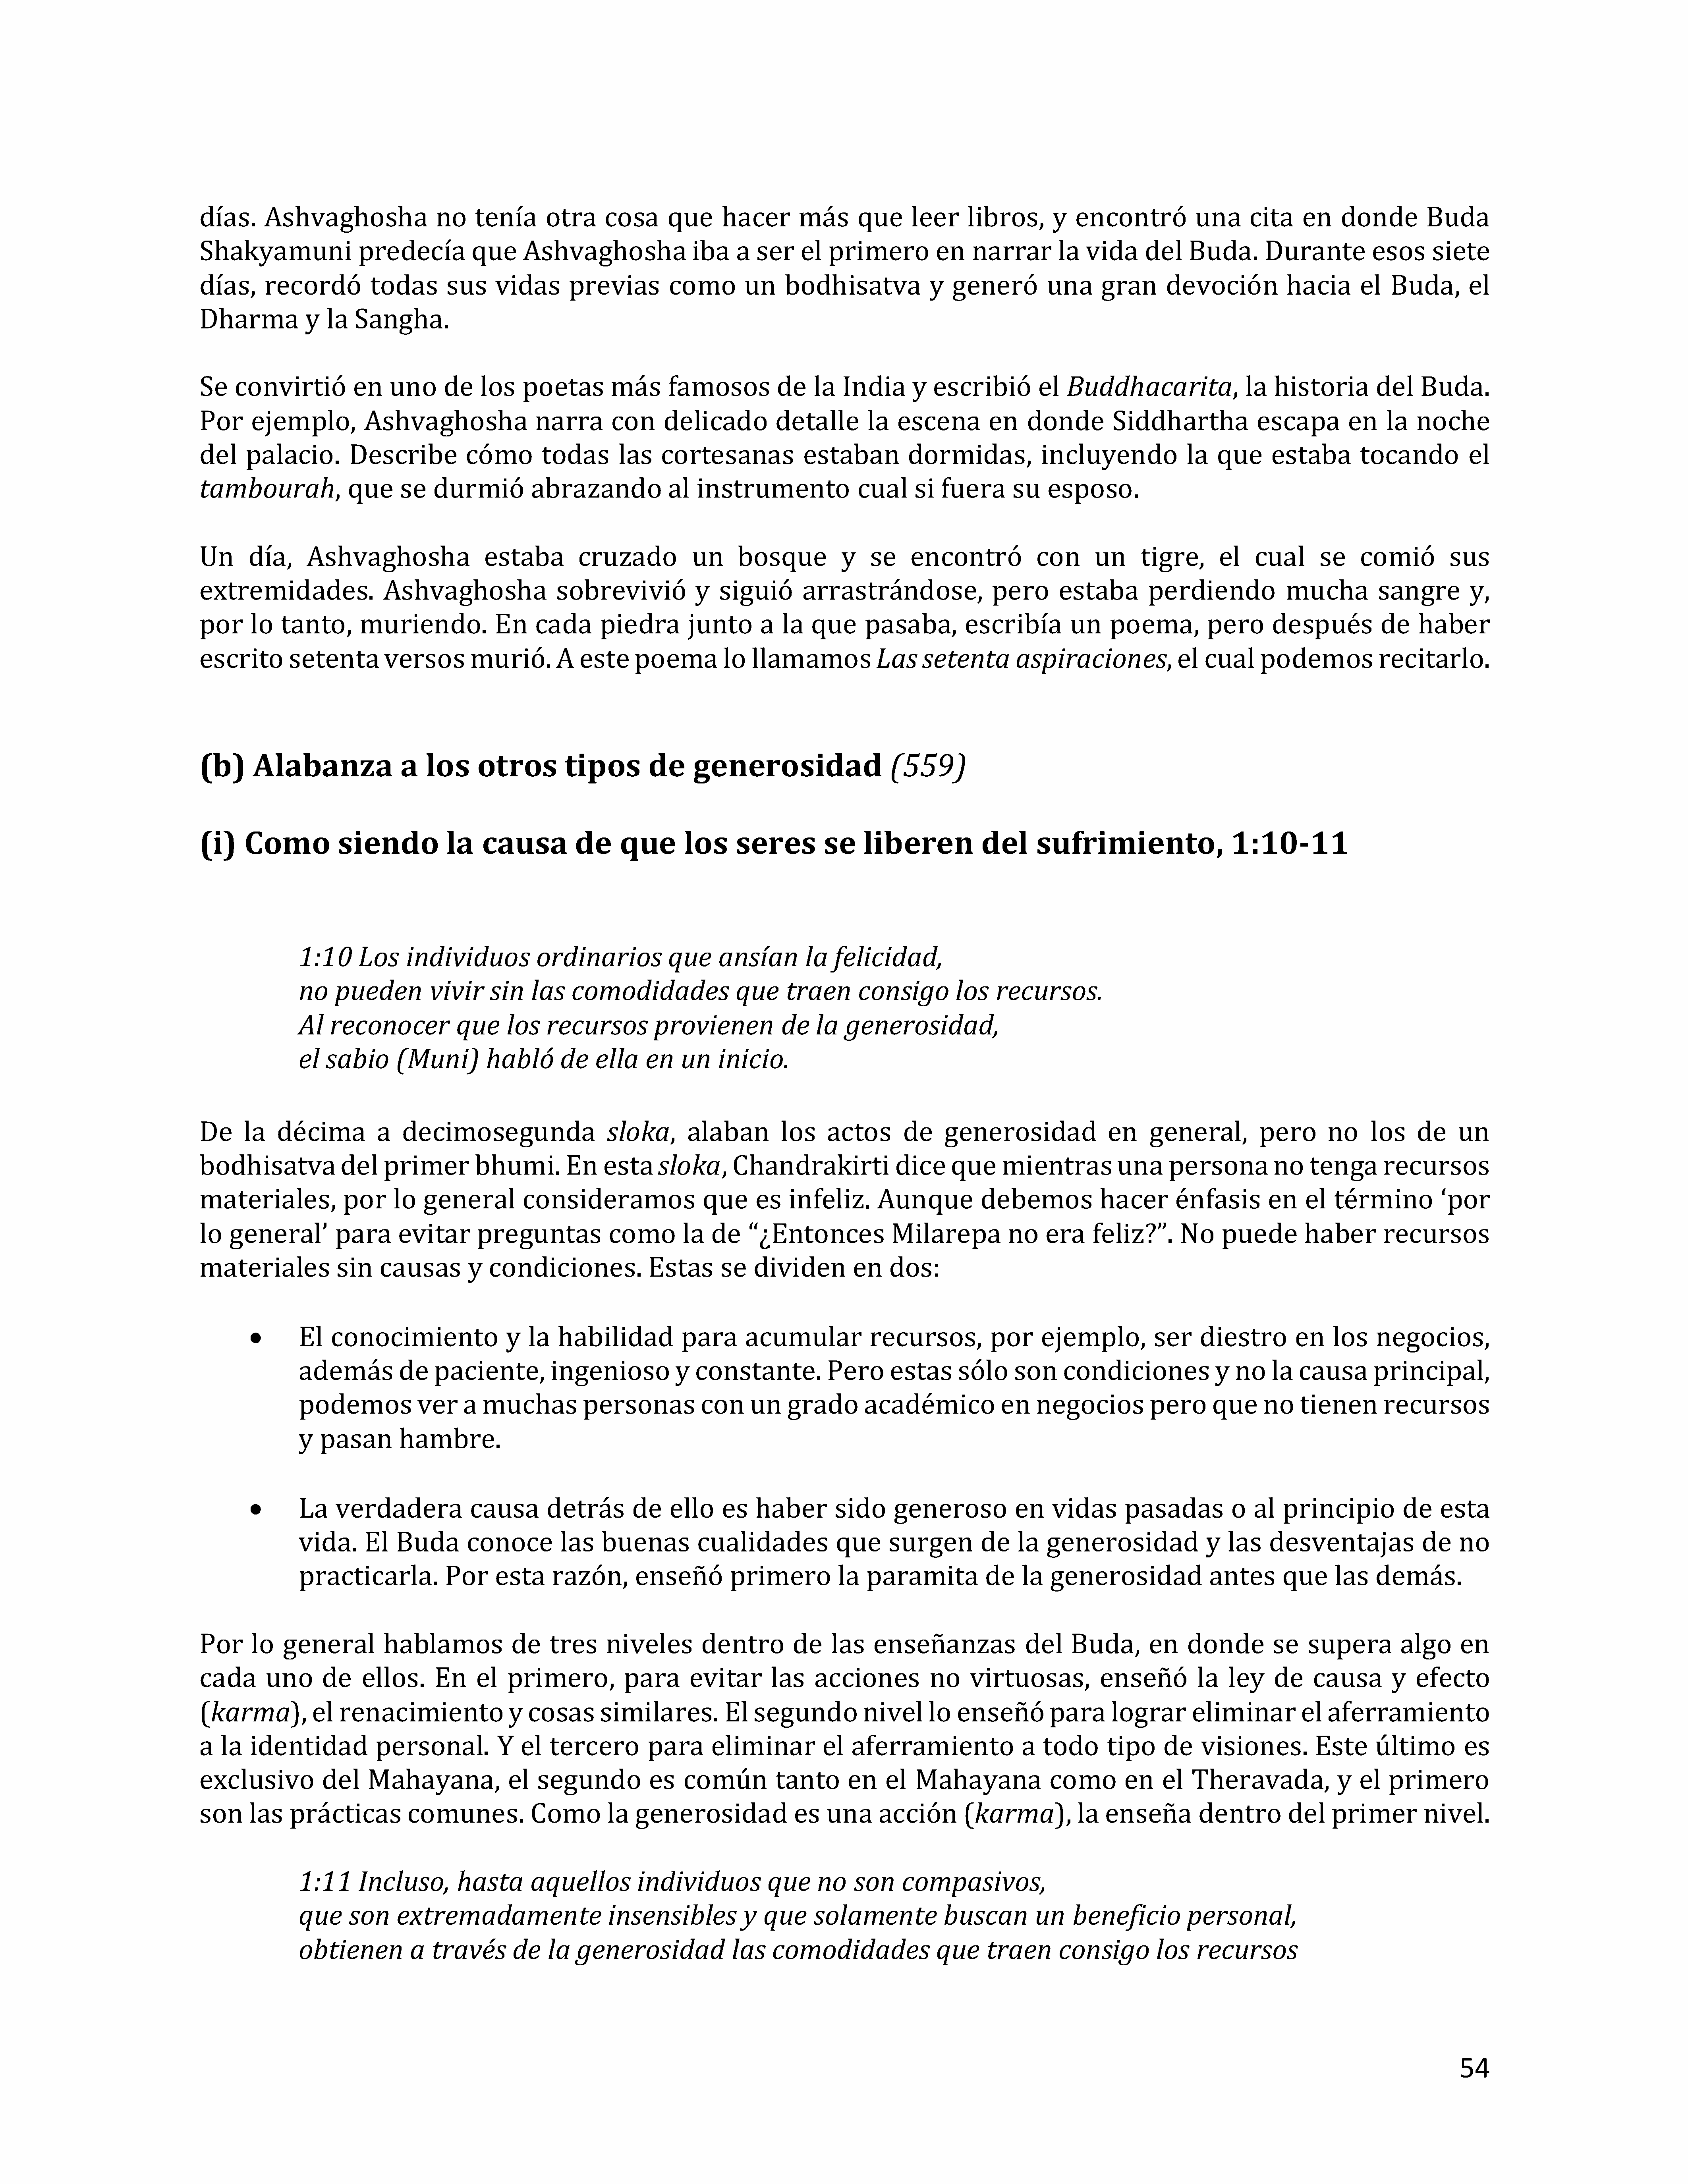 días. Ashvaghosha no tenía otra cosa que hacer más que leer libros, y encontró una cita en donde Buda
Shakyamuni predecía que Ashvaghosha iba a ser el primero en narrar la vida del Buda. Durante esos siete
días, recordó todas sus vidas previas como un bodhisatva y generó una gran devoción hacia el Buda, el
Dharma y la Sangha.
Se convirtió en uno de los poetas más famosos de la India y escribió el Buddhacarita, la historia del Buda.
Por ejemplo, Ashvaghosha narra con delicado detalle la escena en donde Siddhartha escapa en la noche
del palacio. Describe cómo todas las cortesanas estaban dormidas, incluyendo la que estaba tocando el
tambourah, que se durmió abrazando al instrumento cual si fuera su esposo.
Un día, Ashvaghosha estaba cruzado un bosque y se encontró con un tigre, el cual se comió sus
extremidades. Ashvaghosha sobrevivió y siguió arrastrándose, pero estaba perdiendo mucha sangre y,
por lo tanto, muriendo. En cada piedra junto a la que pasaba, escribía un poema, pero después de haber
escrito setenta versos murió. A este poema lo llamamos Las setenta aspiraciones, el cual podemos recitarlo.
(b) Alabanza a los otros tipos de generosidad (559)
(i) Como siendo la causa de que los seres se liberen del sufrimiento, 1:10-11
1:10 Los individuos ordinarios que ansían la felicidad,
no pueden vivir sin las comodidades que traen consigo los recursos.
Al reconocer que los recursos provienen de la generosidad,
el sabio (Muni) habló de ella en un inicio.
De la décima a decimosegunda sloka, alaban los actos de generosidad en general, pero no los de un
bodhisatva del primer bhumi. En esta sloka, Chandrakirti dice que mientras una persona no tenga recursos
materiales, por lo general consideramos que es infeliz. Aunque debemos hacer énfasis en el término ‘por
lo general’ para evitar preguntas como la de “¿Entonces Milarepa no era feliz?”. No puede haber recursos
materiales sin causas y condiciones. Estas se dividen en dos:
• El conocimiento y la habilidad para acumular recursos, por ejemplo, ser diestro en los negocios,
además de paciente, ingenioso y constante. Pero estas sólo son condiciones y no la causa principal,
podemos ver a muchas personas con un grado académico en negocios pero que no tienen recursos
y pasan hambre.
• La verdadera causa detrás de ello es haber sido generoso en vidas pasadas o al principio de esta
vida. El Buda conoce las buenas cualidades que surgen de la generosidad y las desventajas de no
practicarla. Por esta razón, enseñó primero la paramita de la generosidad antes que las demás.
Por lo general hablamos de tres niveles dentro de las enseñanzas del Buda, en donde se supera algo en
cada uno de ellos. En el primero, para evitar las acciones no virtuosas, enseñó la ley de causa y efecto
(karma), el renacimiento y cosas similares. El segundo nivel lo enseñó para lograr eliminar el aferramiento
a la identidad personal. Y el tercero para eliminar el aferramiento a todo tipo de visiones. Este último es
exclusivo del Mahayana, el segundo es común tanto en el Mahayana como en el Theravada, y el primero
son las prácticas comunes. Como la generosidad es una acción (karma), la enseña dentro del primer nivel.
1:11 Incluso, hasta aquellos individuos que no son compasivos,
que son extremadamente insensibles y que solamente buscan un beneficio personal,
obtienen a través de la generosidad las comodidades que traen consigo los recursos
54